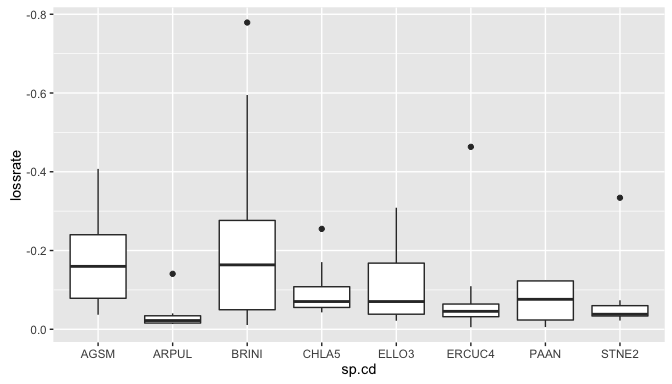 -0.8
-0.6
-0.4
-0.2
0.0
lossrate
AGSM ARPUL BRINI CHLA5 ELLO3 ERCUC4 PAAN STNE2
sp.cd